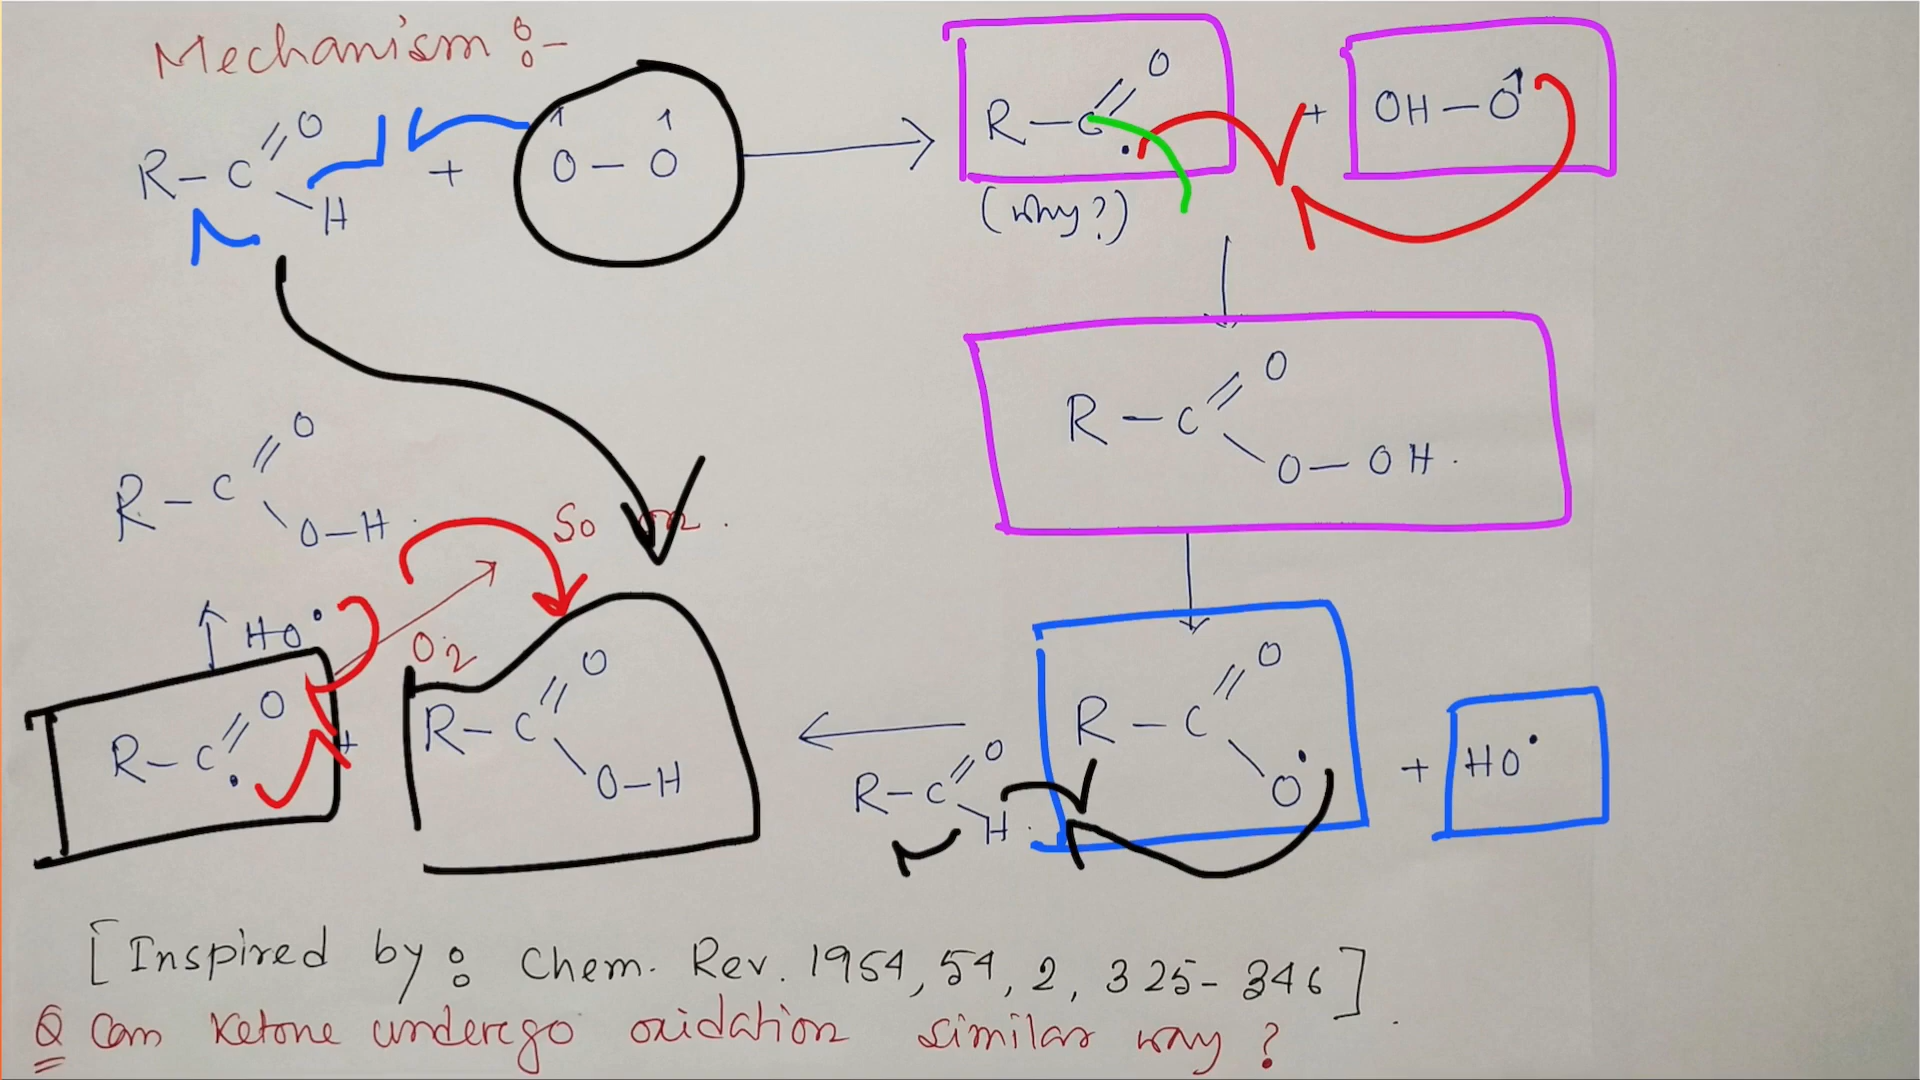 Mechanism :-
R-C(=O)-H + O-O → R-C•(=O) + OH-O
(why?)
R-C(=O)-O-OH.
R-C(=O)-O• + HO•
R-C(=O)-H.
R-C(=O)-O-H
R-C•(=O) +
HO•
O2
So on.
R-C(=O)-O-H.
[Inspired by : Chem. Rev. 1954, 54, 2, 325-346]
Q Can Ketone undergo oxidation similar way ?